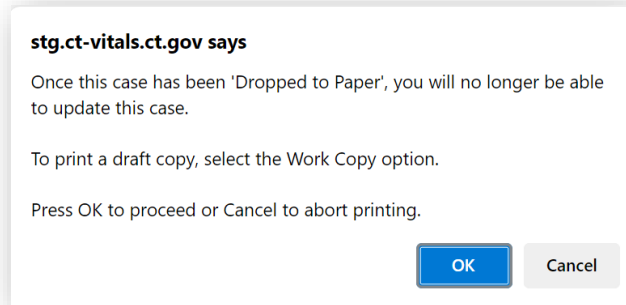 stg.ct-vitals.ct.gov says
Once this case has been 'Dropped to Paper', you will no longer be able
to update this case.
To print a draft copy, select the Work Copy option.
Press OK to proceed or Cancel to abort printing.
OK Cancel